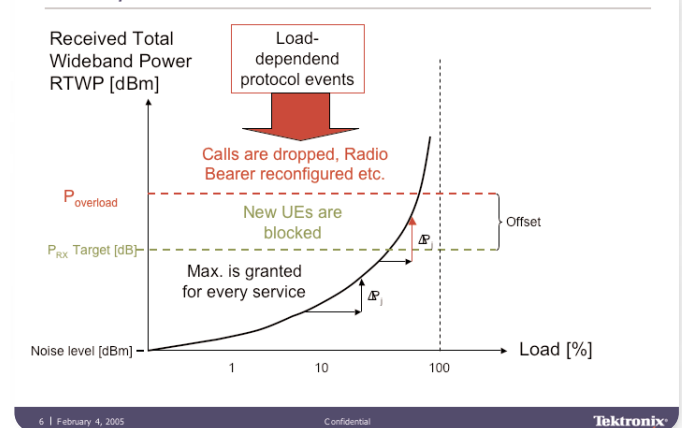 Received Total
Wideband Power
RTWP [dBm]
Load-
dependend
protocol events
Calls are dropped, Radio
Bearer reconfigured etc.
Poverload
New UEs are
blocked
Offset
PRX Target [dB]
Max. is granted
for every service
Noise level [dBm]
Load [%]
1
10
100
6 | February 4, 2005
Confidential
Tektronix